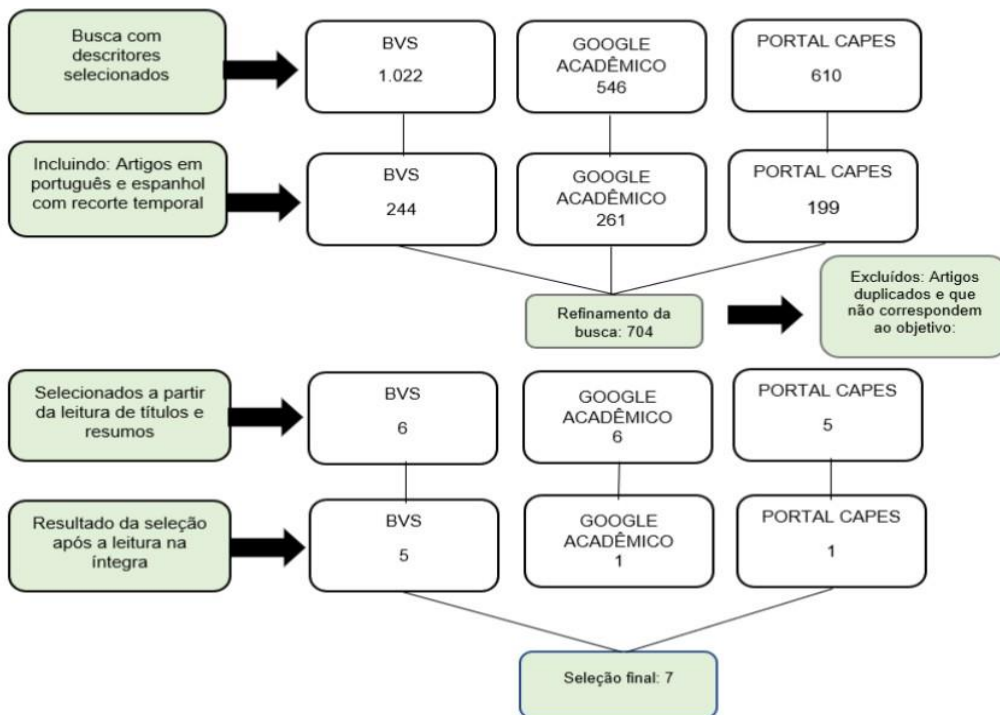 Busca com
descritores
selecionados
BVS
1.022
GOOGLE
ACADÊMICO
546
PORTAL CAPES
610
Incluindo: Artigos em
português e espanhol
com recorte temporal
BVS
244
GOOGLE
ACADÊMICO
261
PORTAL CAPES
199
Refinamento da
busca: 704
Excluídos: Artigos
duplicados e que
não correspondem
ao objetivo:
Selecionados a partir
da leitura de títulos e
resumos
BVS
6
GOOGLE
ACADÊMICO
6
PORTAL CAPES
5
Resultado da seleção
após a leitura na
íntegra
BVS
5
GOOGLE
ACADÊMICO
1
PORTAL CAPES
1
Seleção final: 7